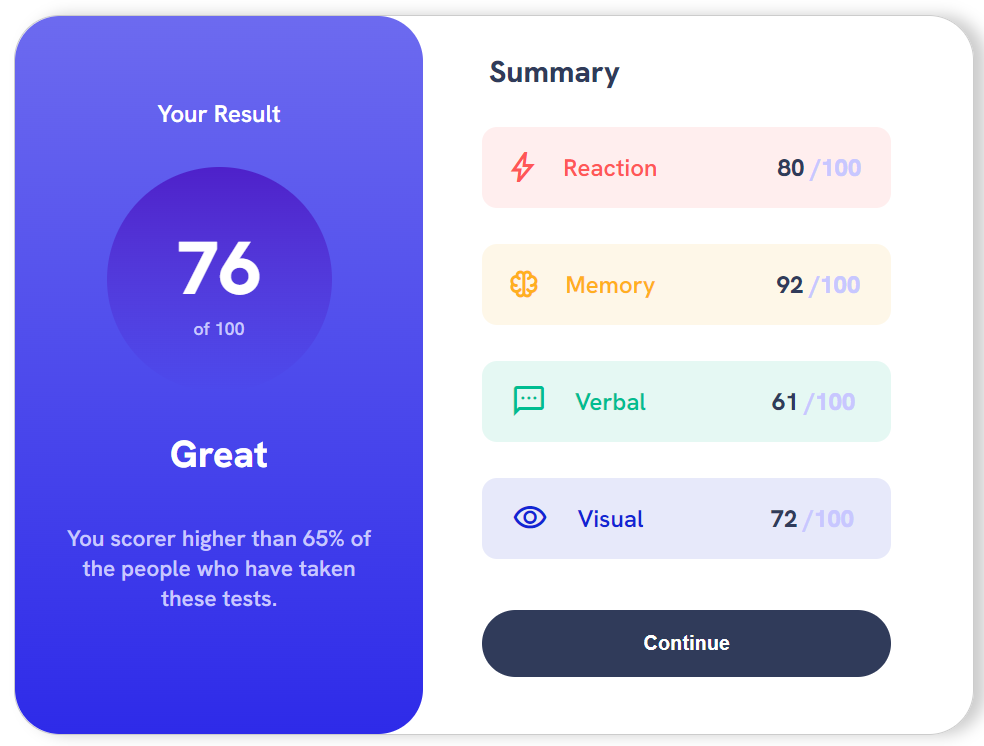 Your Result
76
of 100
Great
You scorer higher than 65% of
the people who have taken
these tests.
Summary
Reaction 80 /100
Memory 92 /100
Verbal 61 /100
Visual 72 /100
Continue